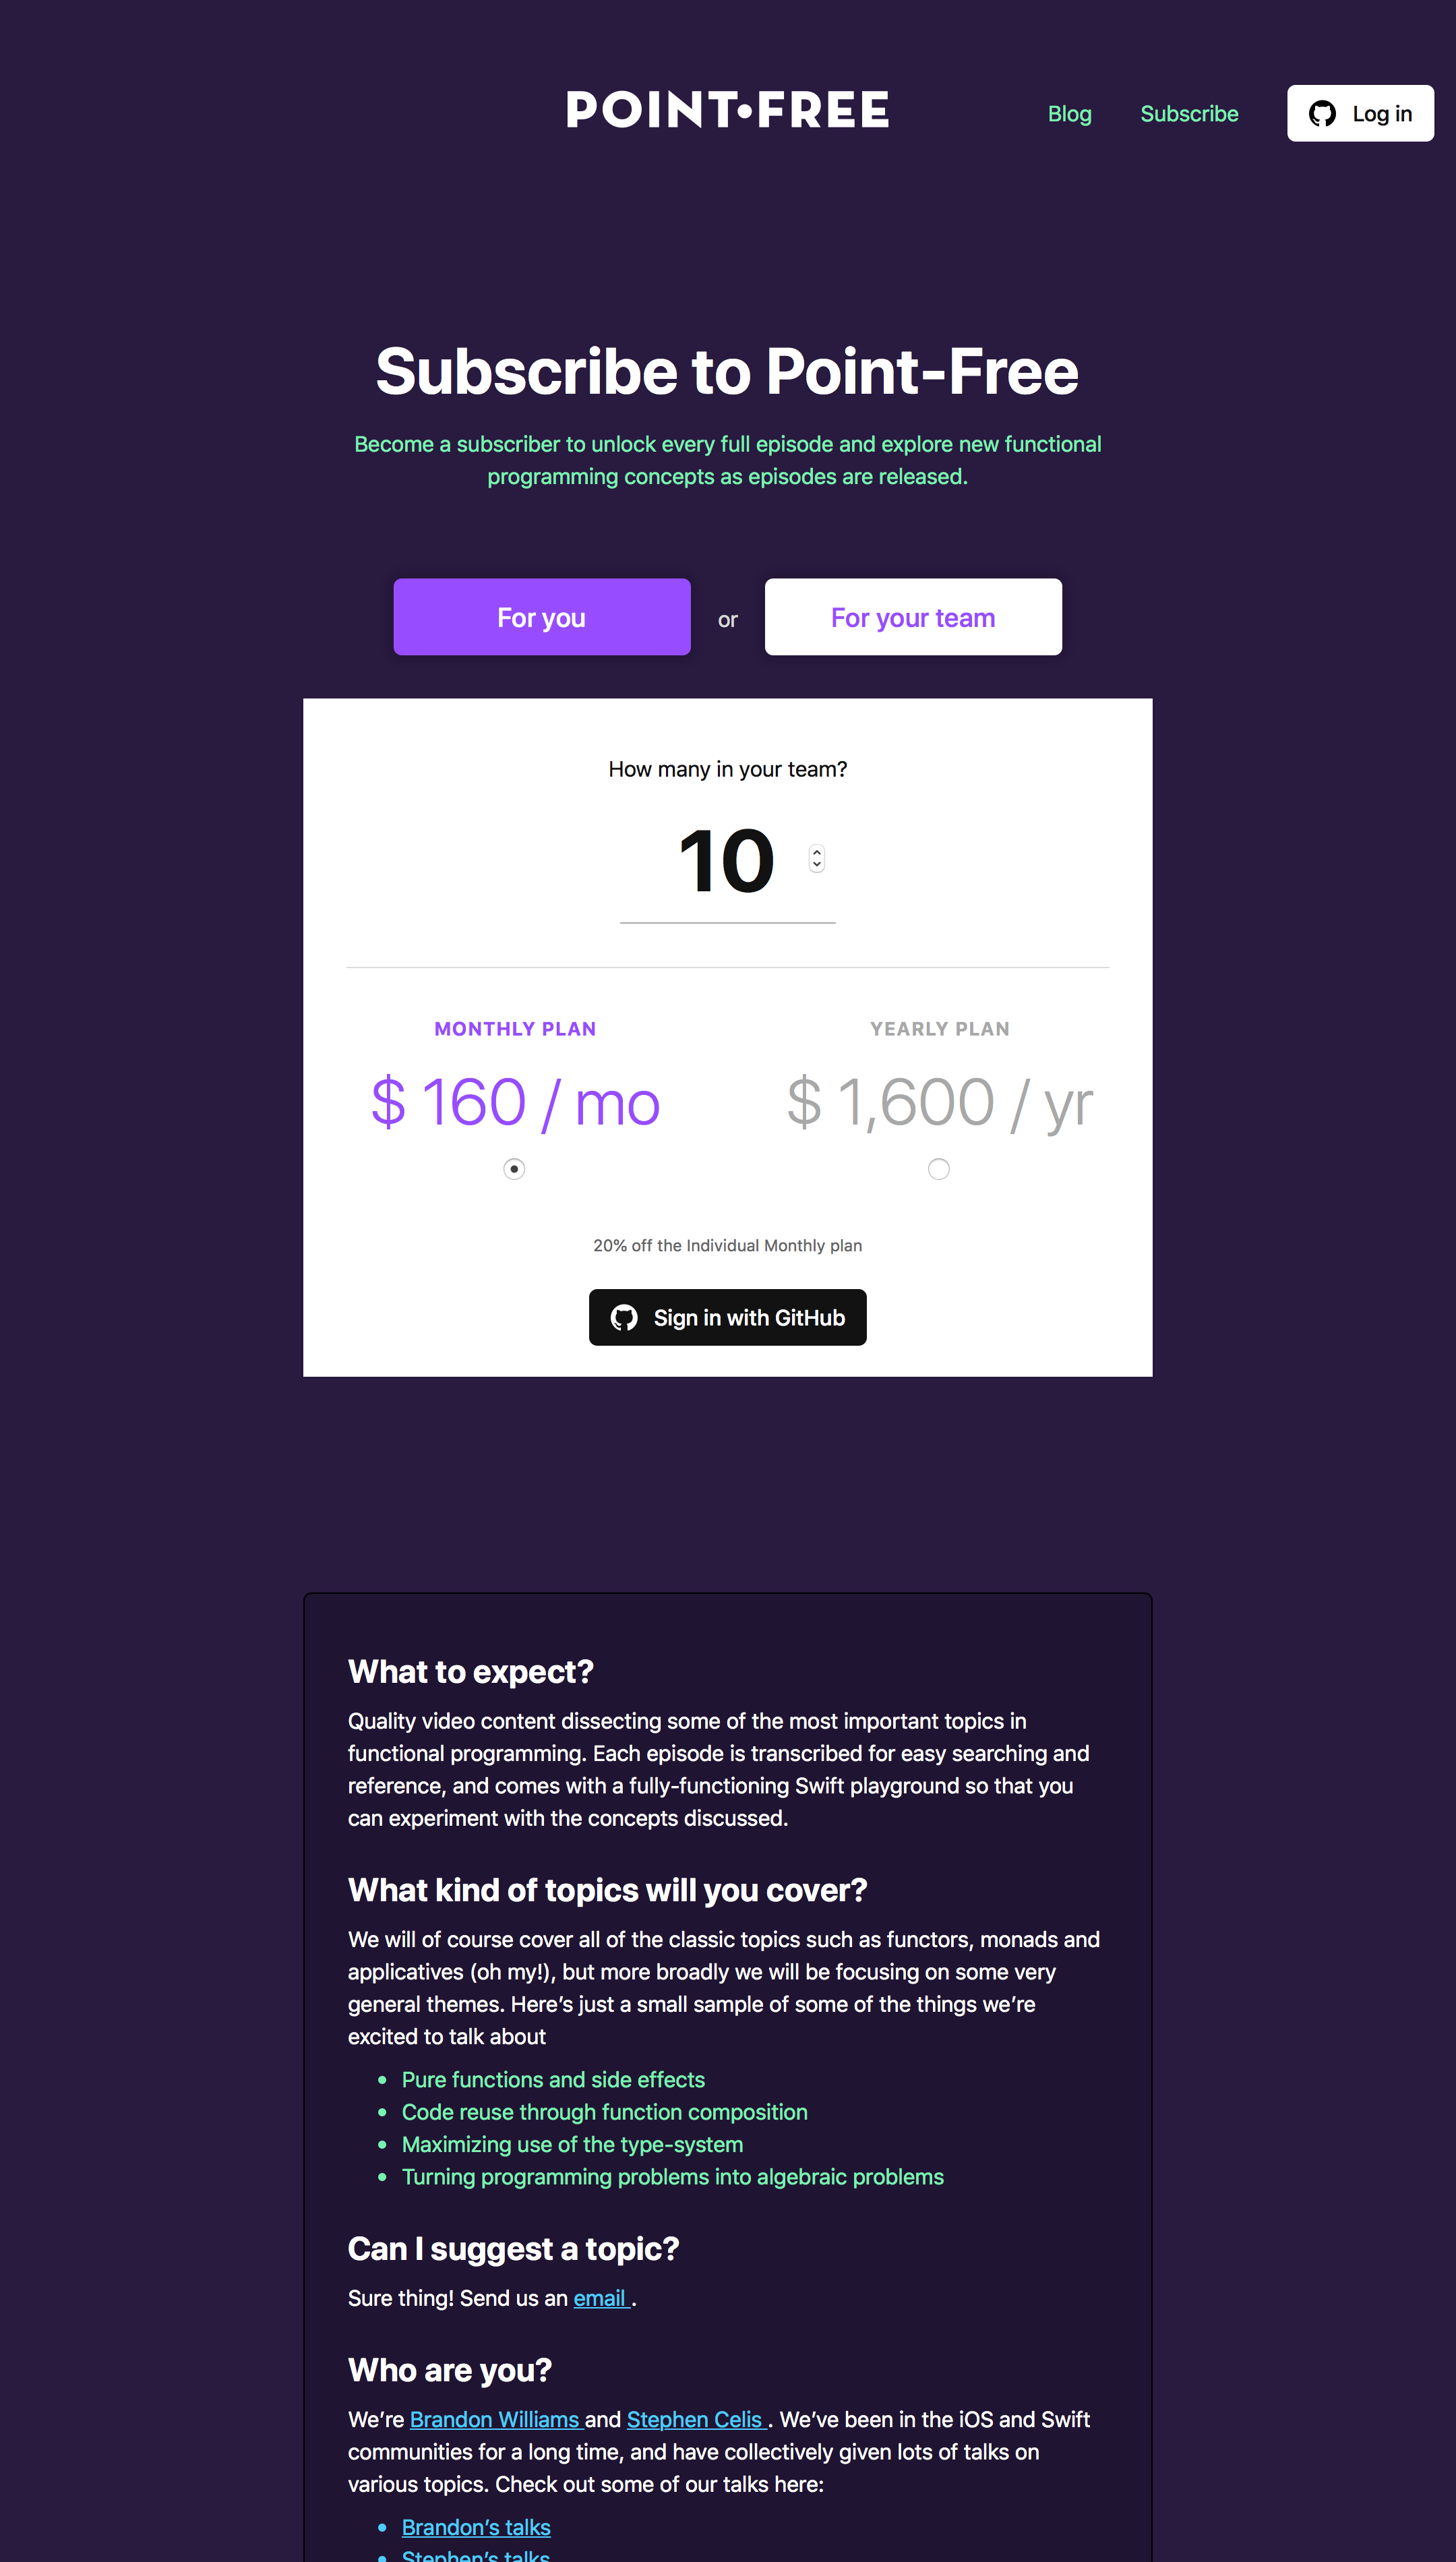 POINT•FREE
Blog
Subscribe
Log in
Subscribe to Point-Free
Become a subscriber to unlock every full episode and explore new functional
programming concepts as episodes are released.
For you
or
For your team
How many in your team?
10
MONTHLY PLAN
$ 160 / mo
YEARLY PLAN
$ 1,600 / yr
20% off the Individual Monthly plan
Sign in with GitHub
What to expect?
Quality video content dissecting some of the most important topics in
functional programming. Each episode is transcribed for easy searching and
reference, and comes with a fully-functioning Swift playground so that you
can experiment with the concepts discussed.
What kind of topics will you cover?
We will of course cover all of the classic topics such as functors, monads and
applicatives (oh my!), but more broadly we will be focusing on some very
general themes. Here’s just a small sample of some of the things we’re
excited to talk about
• Pure functions and side effects
• Code reuse through function composition
• Maximizing use of the type-system
• Turning programming problems into algebraic problems
Can I suggest a topic?
Sure thing! Send us an email .
Who are you?
We’re Brandon Williams and Stephen Celis . We’ve been in the iOS and Swift
communities for a long time, and have collectively given lots of talks on
various topics. Check out some of our talks here:
• Brandon’s talks
• Stephen’s talks